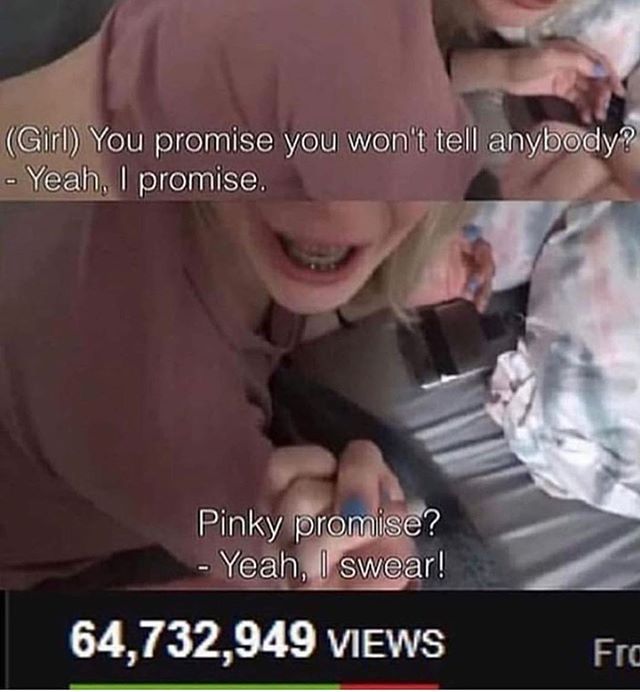 (Girl) You promise you won't tell anybody?
- Yeah, I promise.
Pinky promise?
- Yeah, I swear!
64,732,949 VIEWS